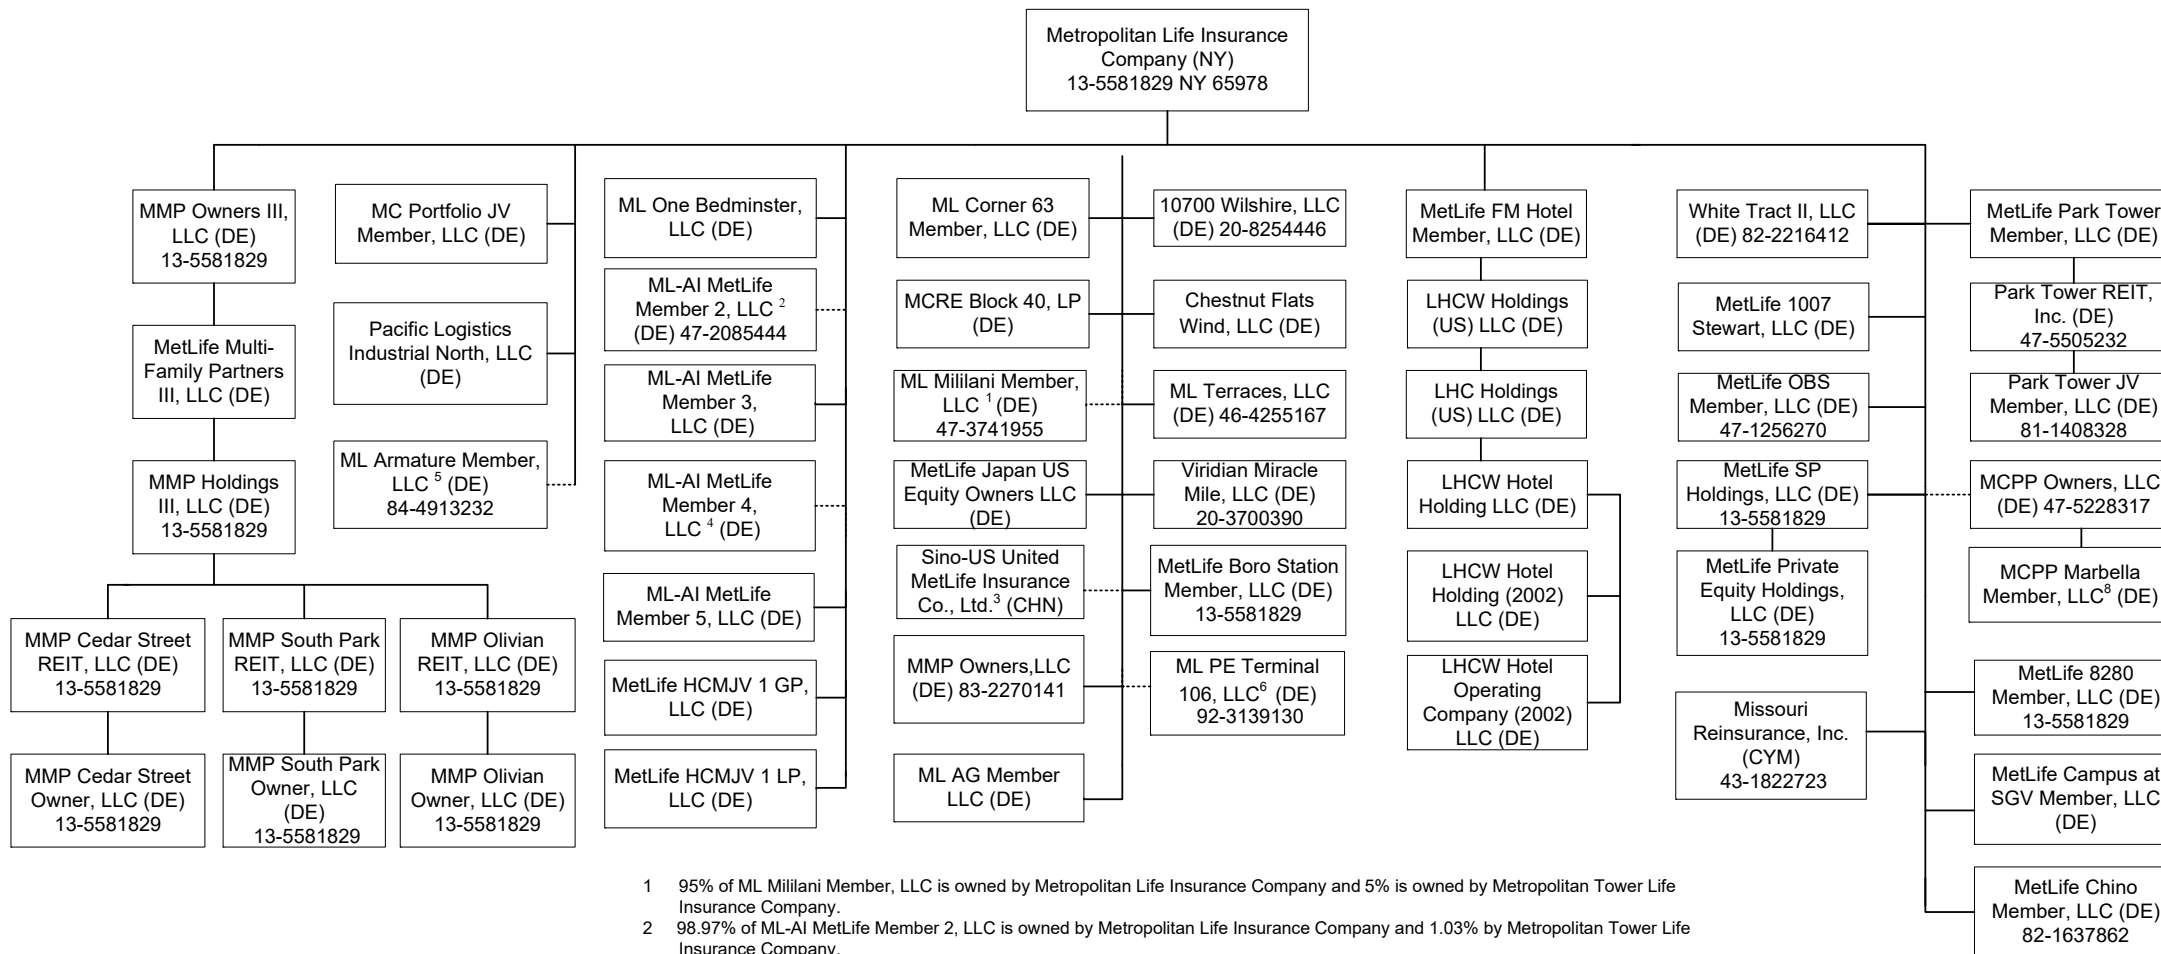 Metropolitan Life Insurance
Company (NY)
13-5581829 NY 65978
MMP Owners III,
LLC (DE)
13-5581829
MetLife Multi-
Family Partners
III, LLC (DE)
MMP Holdings
III, LLC (DE)
13-5581829
MMP Cedar Street
REIT, LLC (DE)
13-5581829
MMP South Park
REIT, LLC (DE)
13-5581829
MMP Olivian
REIT, LLC (DE)
13-5581829
MMP Cedar Street
Owner, LLC (DE)
13-5581829
MMP South Park
Owner, LLC
(DE)
13-5581829
MMP Olivian
Owner, LLC (DE)
13-5581829
MC Portfolio JV
Member, LLC (DE)
Pacific Logistics
Industrial North, LLC
(DE)
ML Armature Member,
LLC 5 (DE)
84-4913232
ML One Bedminster,
LLC (DE)
ML-AI MetLife
Member 2, LLC 2
(DE) 47-2085444
ML-AI MetLife
Member 3,
LLC (DE)
ML-AI MetLife
Member 4,
LLC 4 (DE)
ML-AI MetLife
Member 5, LLC (DE)
MetLife HCMJV 1 GP,
LLC (DE)
MetLife HCMJV 1 LP,
LLC (DE)
ML Corner 63
Member, LLC (DE)
MCRE Block 40, LP
(DE)
ML Mililani Member,
LLC 1 (DE)
47-3741955
MetLife Japan US
Equity Owners LLC
(DE)
Sino-US United
MetLife Insurance
Co., Ltd.3 (CHN)
MMP Owners,LLC
(DE) 83-2270141
ML AG Member
LLC (DE)
10700 Wilshire, LLC
(DE) 20-8254446
Chestnut Flats
Wind, LLC (DE)
ML Terraces, LLC
(DE) 46-4255167
Viridian Miracle
Mile, LLC (DE)
20-3700390
MetLife Boro Station
Member, LLC (DE)
13-5581829
ML PE Terminal
106, LLC6 (DE)
92-3139130
MetLife FM Hotel
Member, LLC (DE)
LHCW Holdings
(US) LLC (DE)
LHC Holdings
(US) LLC (DE)
LHCW Hotel
Holding LLC (DE)
LHCW Hotel
Holding (2002)
LLC (DE)
LHCW Hotel
Operating
Company (2002)
LLC (DE)
White Tract II, LLC
(DE) 82-2216412
MetLife 1007
Stewart, LLC (DE)
MetLife OBS
Member, LLC (DE)
47-1256270
MetLife SP
Holdings, LLC (DE)
13-5581829
MetLife Private
Equity Holdings,
LLC (DE)
13-5581829
Missouri
Reinsurance, Inc.
(CYM)
43-1822723
MetLife Park Tower
Member, LLC (DE)
Park Tower REIT,
Inc. (DE)
47-5505232
Park Tower JV
Member, LLC (DE)
81-1408328
MCPP Owners, LLC
(DE) 47-5228317
MCPP Marbella
Member, LLC8 (DE)
MetLife 8280
Member, LLC (DE)
13-5581829
MetLife Campus at
SGV Member, LLC
(DE)
MetLife Chino
Member, LLC (DE)
82-1637862
1 95% of ML Mililani Member, LLC is owned by Metropolitan Life Insurance Company and 5% is owned by Metropolitan Tower Life
Insurance Company.
2 98.97% of ML-AI MetLife Member 2, LLC is owned by Metropolitan Life Insurance Company and 1.03% by Metropolitan Tower Life
Insurance Company.